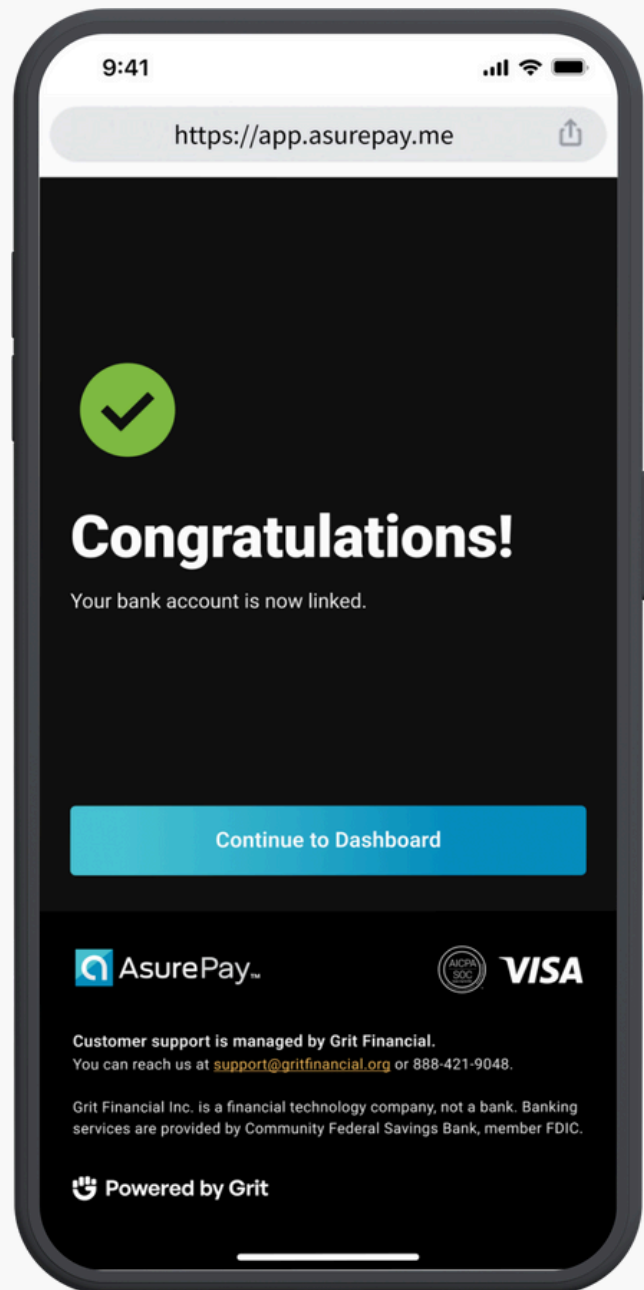 9:41
https://app.asurepay.me
Congratulations!
Your bank account is now linked.
Continue to Dashboard
AsurePay™
AICPA
SOC
VISA
Customer support is managed by Grit Financial.
You can reach us at support@gritfinancial.org or 888-421-9048.
Grit Financial Inc. is a financial technology company, not a bank. Banking
services are provided by Community Federal Savings Bank, member FDIC.
Powered by Grit